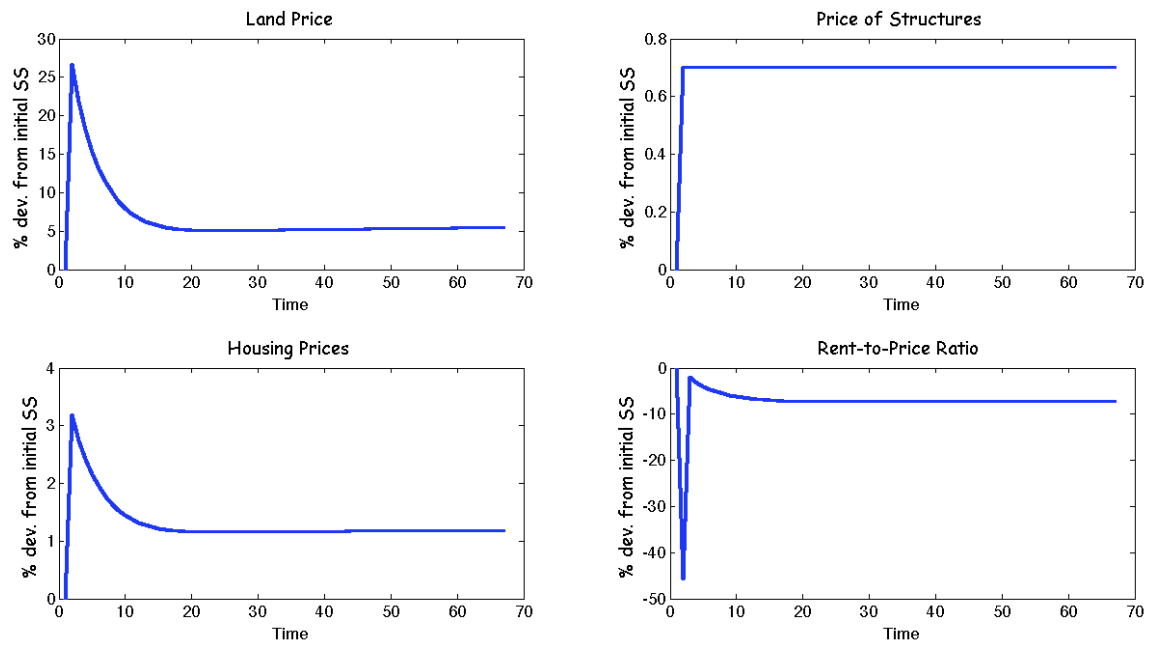 Land Price
% dev. from initial SS
30
25
20
15
10
5
0
0 10 20 30 40 50 60 70
Time
Price of Structures
% dev. from initial SS
0.8
0.6
0.4
0.2
0
0 10 20 30 40 50 60 70
Time
Housing Prices
% dev. from initial SS
4
3
2
1
0
0 10 20 30 40 50 60 70
Time
Rent-to-Price Ratio
% dev. from initial SS
0
-10
-20
-30
-40
-50
0 10 20 30 40 50 60 70
Time